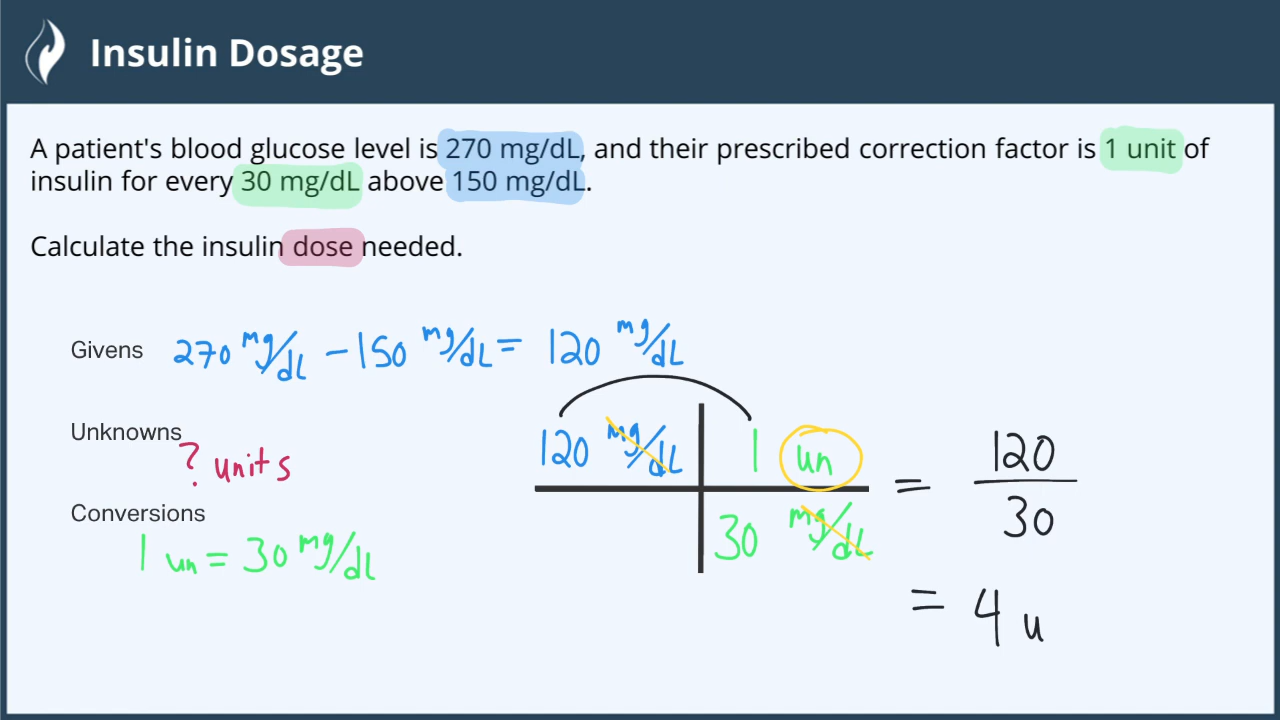 Insulin Dosage
A patient's blood glucose level is 270 mg/dL, and their prescribed correction factor is 1 unit of
insulin for every 30 mg/dL above 150 mg/dL.
Calculate the insulin dose needed.
Givens 270 mg/dL - 150 mg/dL = 120 mg/dL
Unknowns
? units
120 mg/dL 1 un = 120
30 mg/dL 30
Conversions
1 un = 30 mg/dL
= 4 u